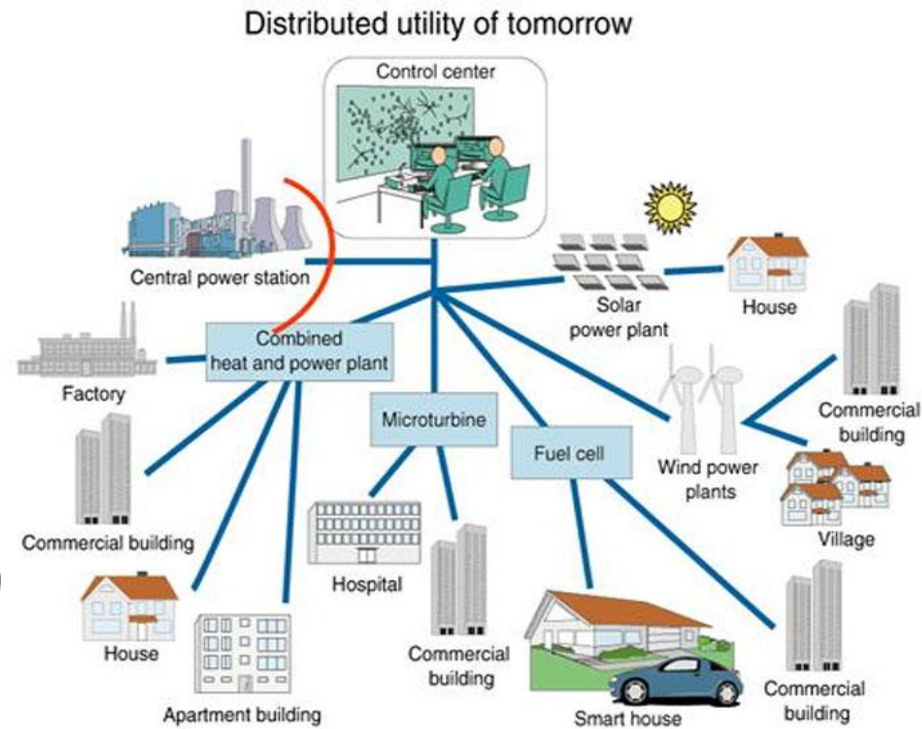 Distributed utility of tomorrow
Control center
Central power station
Solar
power plant
House
Combined
heat and power plant
Factory
Commercial
building
Microturbine
Fuel cell
Wind power
plants
Commercial building
Village
Hospital
House
Commercial
building
Apartment building
Smart house
Commercial
building